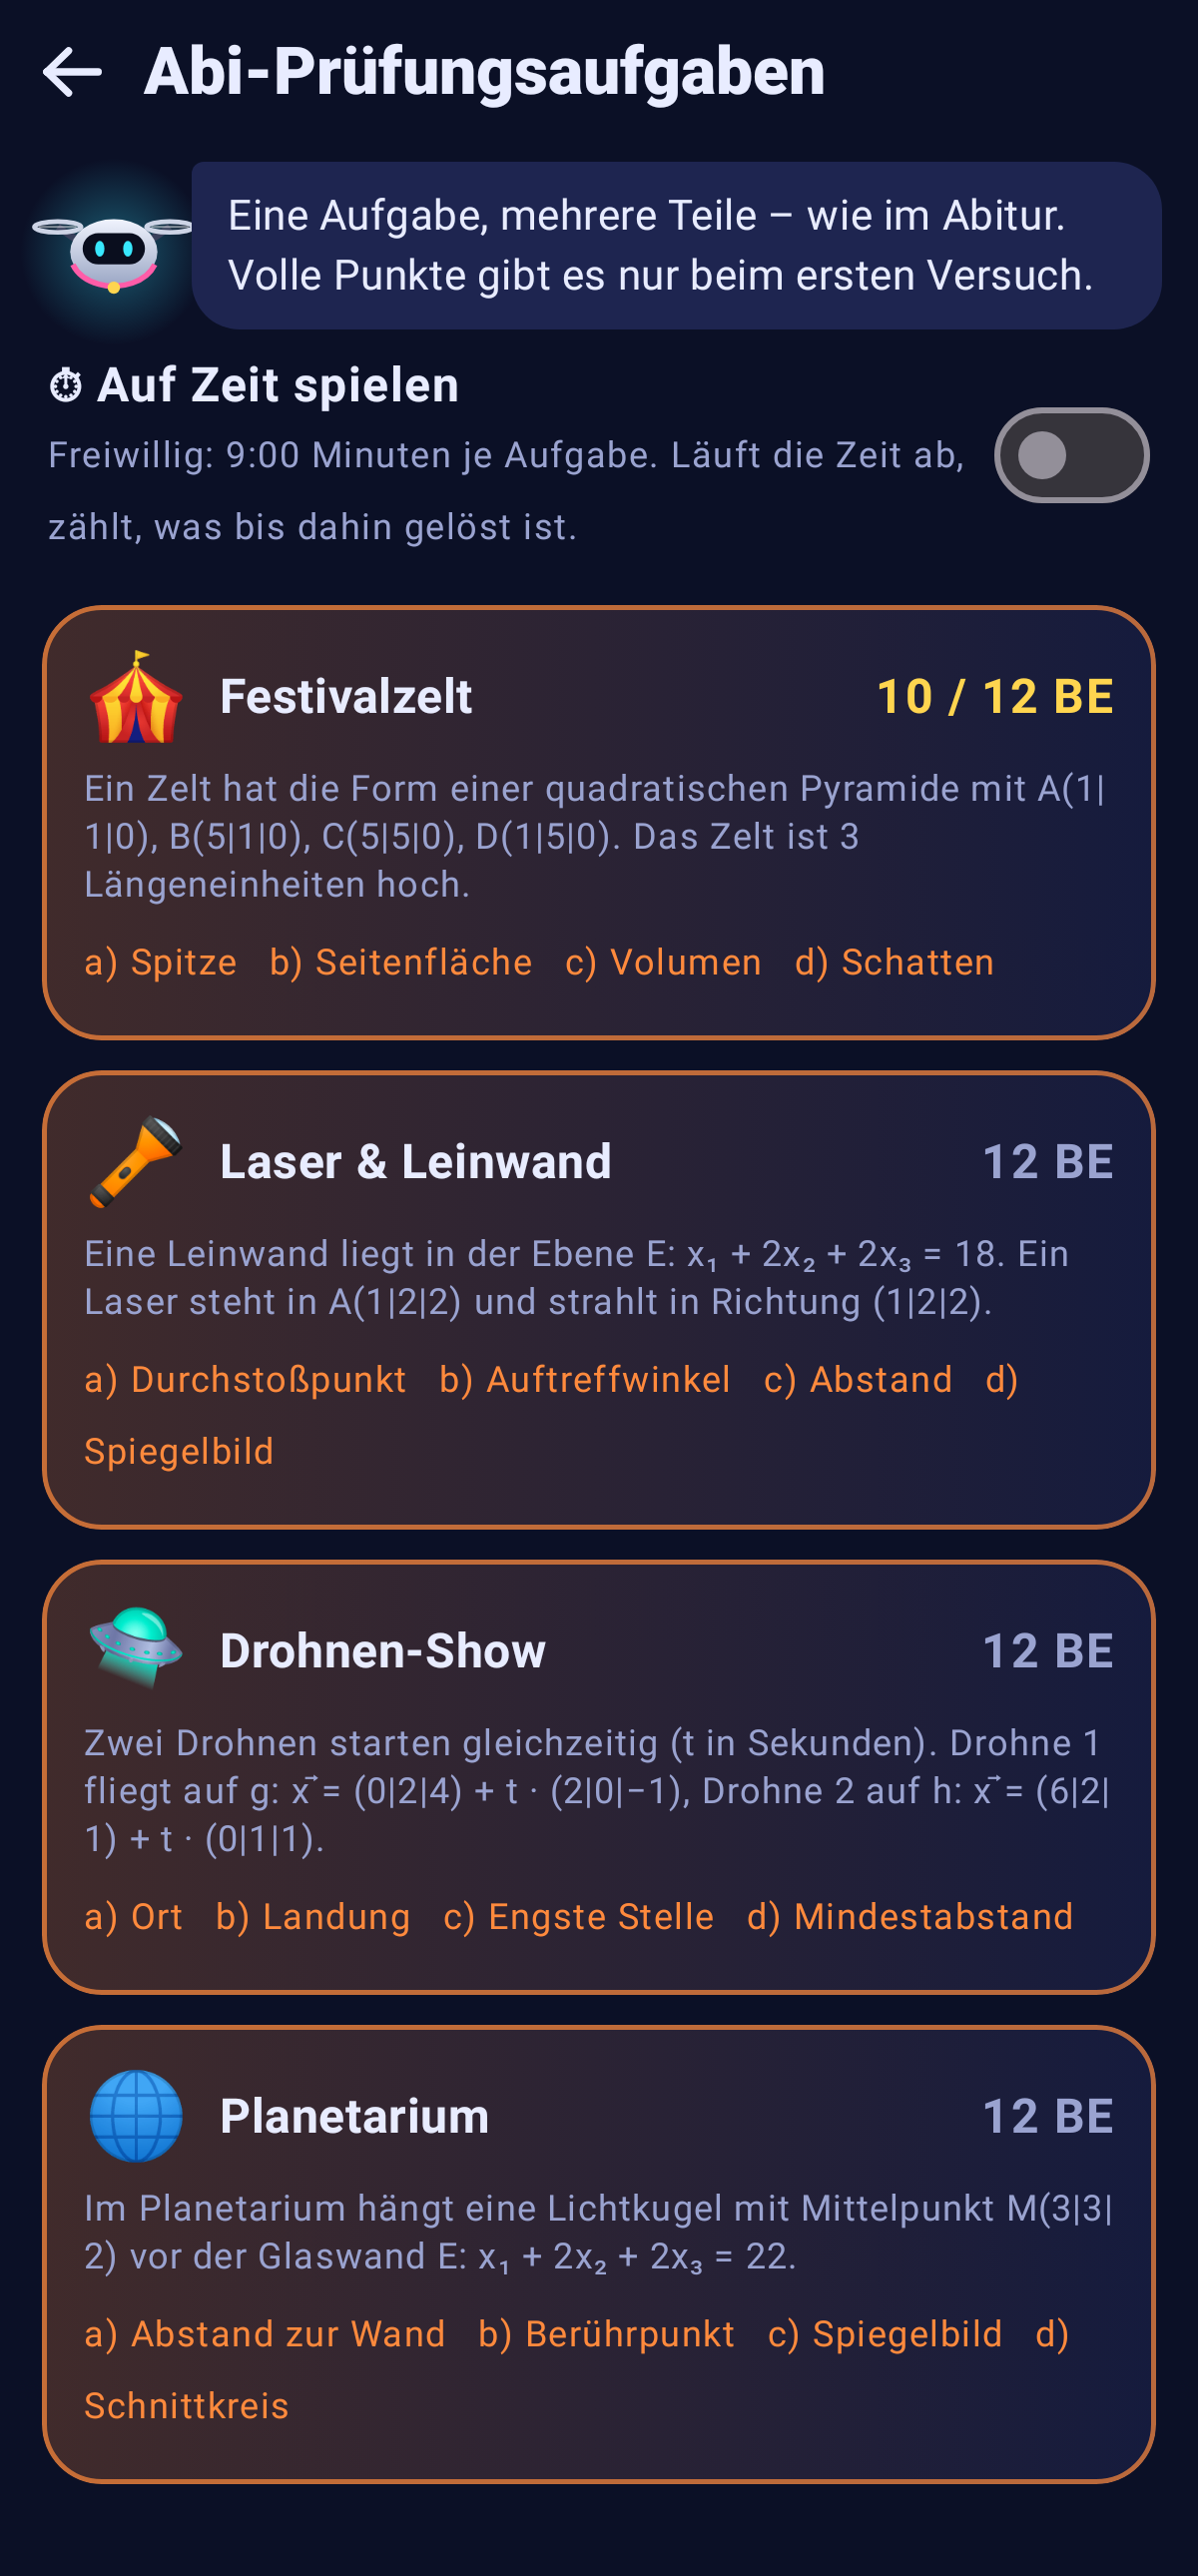 Abi-Prüfungsaufgaben
Eine Aufgabe, mehrere Teile – wie im Abitur.
Volle Punkte gibt es nur beim ersten Versuch.
⏱ Auf Zeit spielen
Freiwillig: 9:00 Minuten je Aufgabe. Läuft die Zeit ab,
zählt, was bis dahin gelöst ist.
Festivalzelt 10 / 12 BE
Ein Zelt hat die Form einer quadratischen Pyramide mit A(1|
1|0), B(5|1|0), C(5|5|0), D(1|5|0). Das Zelt ist 3
Längeneinheiten hoch.
a) Spitze b) Seitenfläche c) Volumen d) Schatten
Laser & Leinwand 12 BE
Eine Leinwand liegt in der Ebene E: x₁ + 2x₂ + 2x₃ = 18. Ein
Laser steht in A(1|2|2) und strahlt in Richtung (1|2|2).
a) Durchstoßpunkt b) Auftreffwinkel c) Abstand d)
Spiegelbild
Drohnen-Show 12 BE
Zwei Drohnen starten gleichzeitig (t in Sekunden). Drohne 1
fliegt auf g: x⃗ = (0|2|4) + t · (2|0|−1), Drohne 2 auf h: x⃗ = (6|2|
1) + t · (0|1|1).
a) Ort b) Landung c) Engste Stelle d) Mindestabstand
Planetarium 12 BE
Im Planetarium hängt eine Lichtkugel mit Mittelpunkt M(3|3|
2) vor der Glaswand E: x₁ + 2x₂ + 2x₃ = 22.
a) Abstand zur Wand b) Berührpunkt c) Spiegelbild d)
Schnittkreis